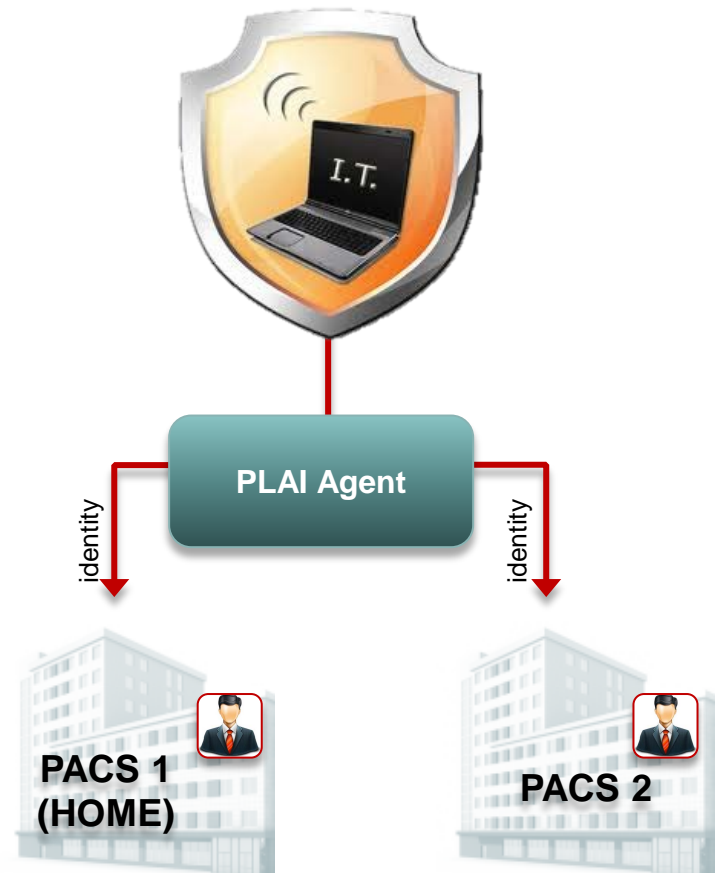 I.T.
PLAI Agent
identity
identity
PACS 1
(HOME)
PACS 2